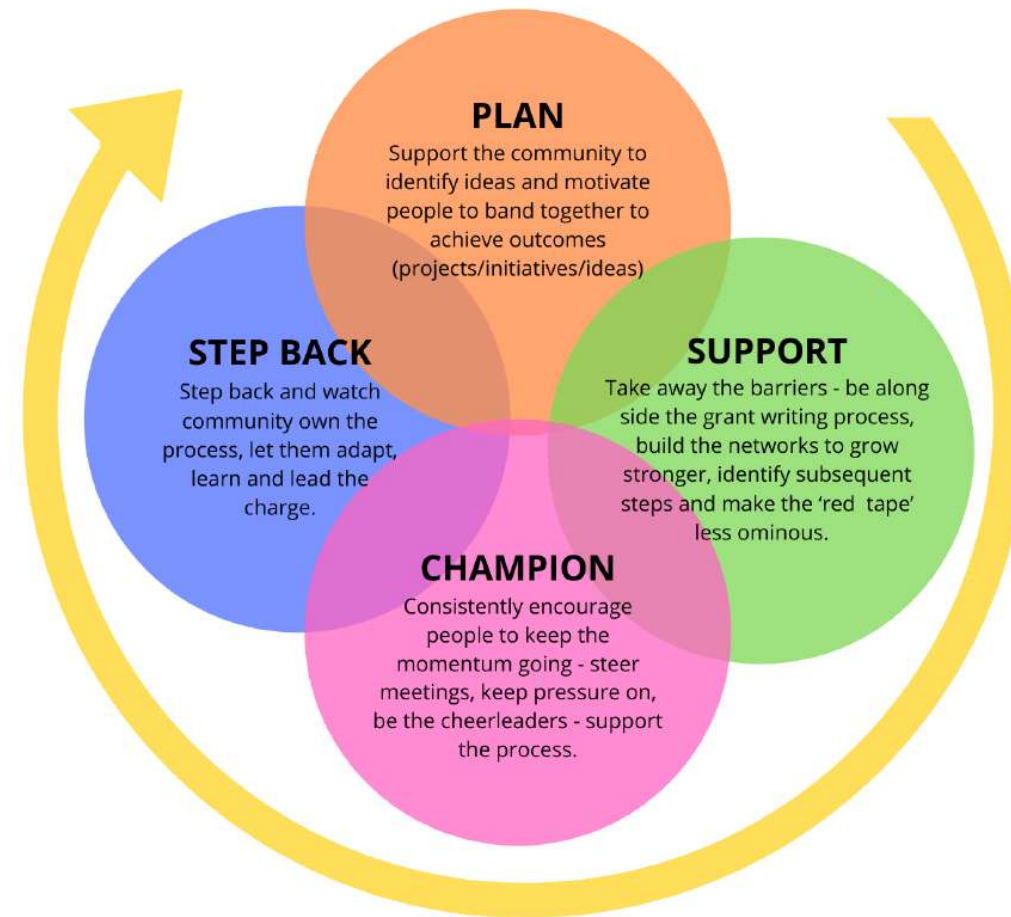 PLAN
Support the community to
identify ideas and motivate
people to band together to
achieve outcomes
(projects/initiatives/ideas)
SUPPORT
Take away the barriers - be along
side the grant writing process,
build the networks to grow
stronger, identify subsequent
steps and make the ‘red tape’
less ominous.
CHAMPION
Consistently encourage
people to keep the
momentum going - steer
meetings, keep pressure on,
be the cheerleaders - support
the process.
STEP BACK
Step back and watch
community own the
process, let them adapt,
learn and lead the
charge.